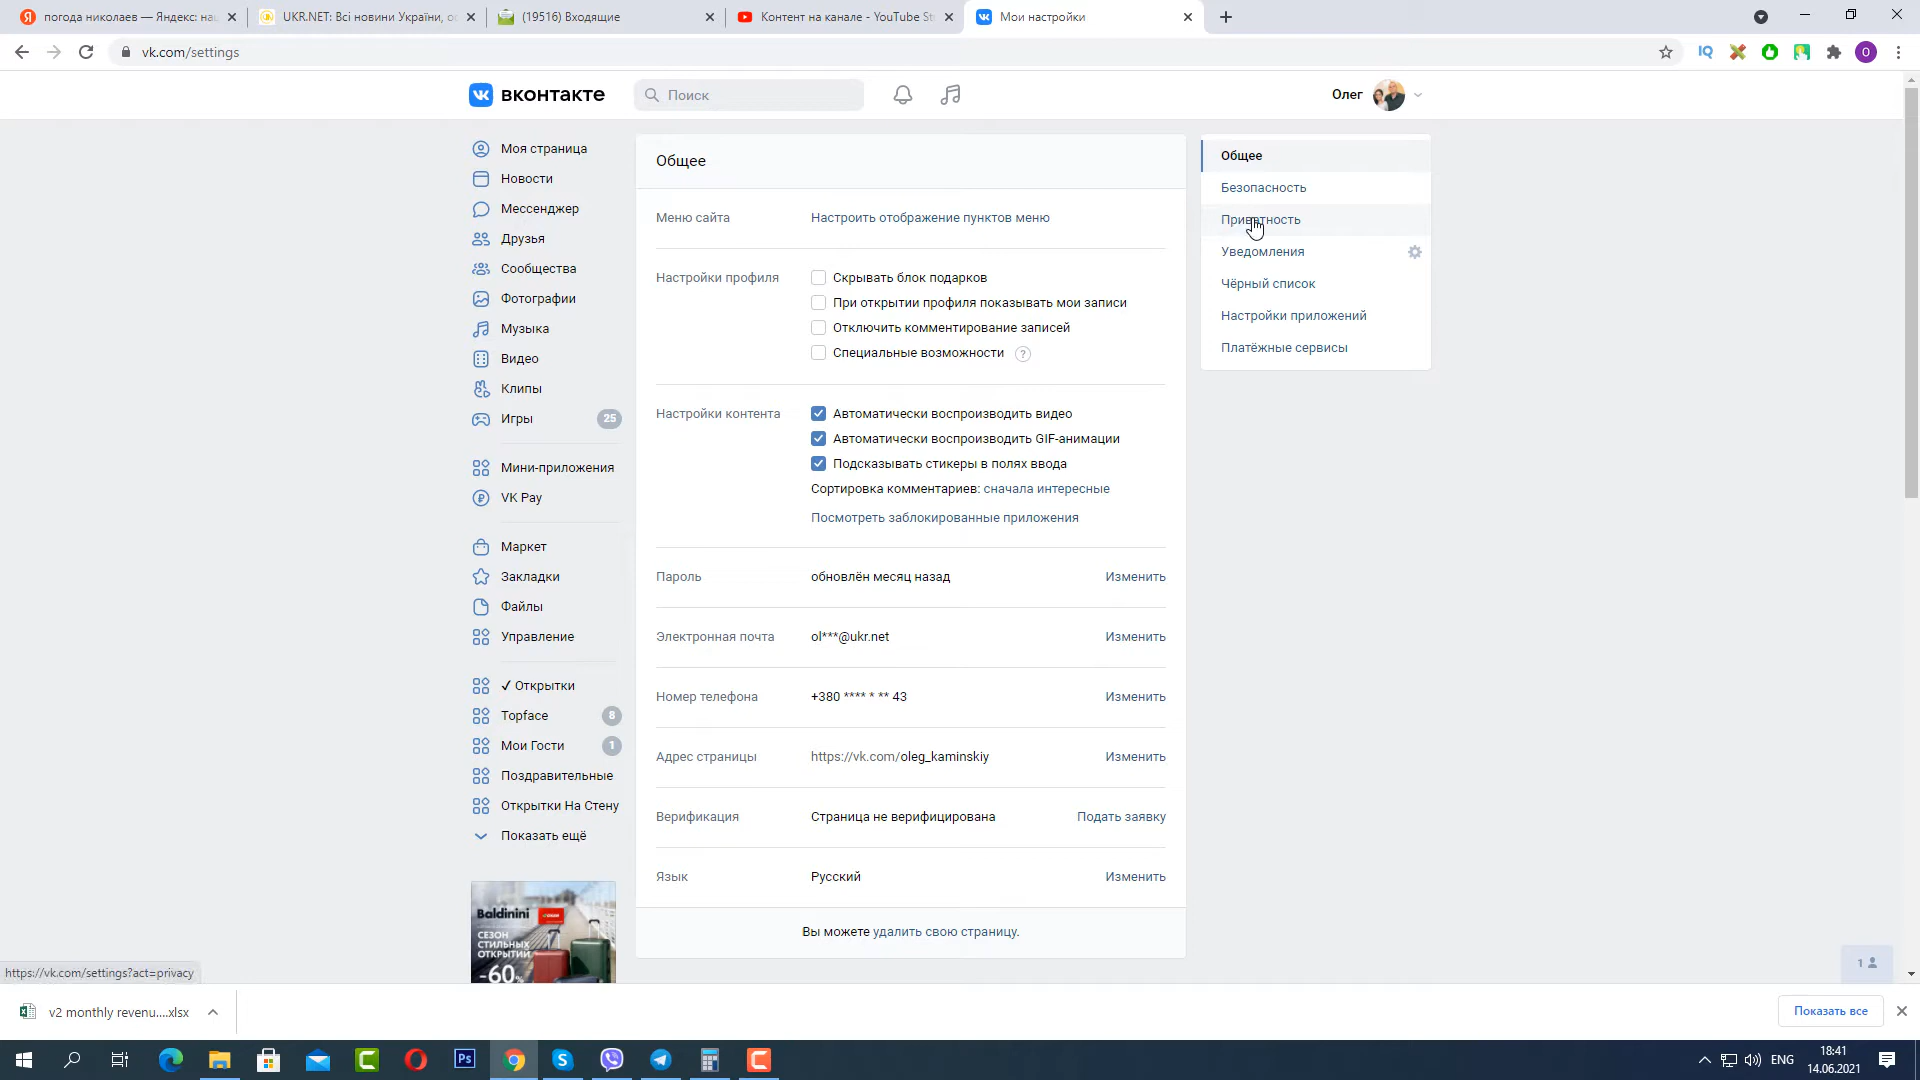 погода николаев — Яндекс: на
UKR.NET: Всі новини України, ос
(19516) Входящие
Контент на канале - YouTube St
Мои настройки
vk.com/settings
вконтакте
Поиск
Олег
Моя страница
Новости
Мессенджер
Друзья
Сообщества
Фотографии
Музыка
Видео
Клипы
Игры 25
Мини-приложения
VK Pay
Маркет
Закладки
Файлы
Управление
✓ Открытки
Topface 8
Мои Гости 1
Поздравительные
Открытки На Стену
Показать ещё
Baldinini
СЕЗОН
СТИЛЬНЫХ
ОТКРЫТИЙ
-60%
Общее
Меню сайта Настроить отображение пунктов меню
Настройки профиля
Скрывать блок подарков
При открытии профиля показывать мои записи
Отключить комментирование записей
Специальные возможности ?
Настройки контента
Автоматически воспроизводить видео
Автоматически воспроизводить GIF-анимации
Подсказывать стикеры в полях ввода
Сортировка комментариев: сначала интересные
Посмотреть заблокированные приложения
Пароль обновлён месяц назад Изменить
Электронная почта ol***@ukr.net Изменить
Номер телефона +380 **** * ** 43 Изменить
Адрес страницы https://vk.com/oleg_kaminskiy Изменить
Верификация Страница не верифицирована Подать заявку
Язык Русский Изменить
Вы можете удалить свою страницу.
Общее
Безопасность
Приватность
Уведомления
Чёрный список
Настройки приложений
Платёжные сервисы
1
https://vk.com/settings?act=privacy
v2 monthly revenu....xlsx
Показать все
Ps
ENG
18:41
14.06.2021